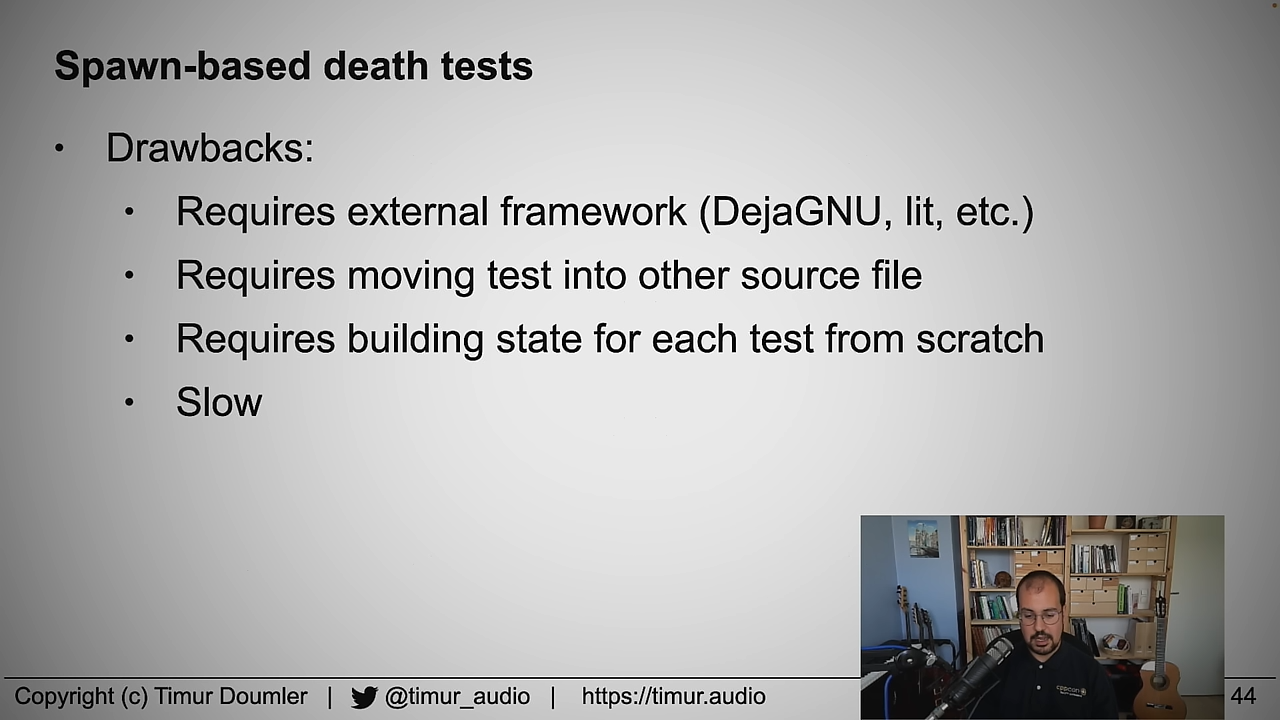 Spawn-based death tests
• Drawbacks:
• Requires external framework (DejaGNU, lit, etc.)
• Requires moving test into other source file
• Requires building state for each test from scratch
• Slow
Copyright (c) Timur Doumler | @timur_audio | https://timur.audio 44
cppcon